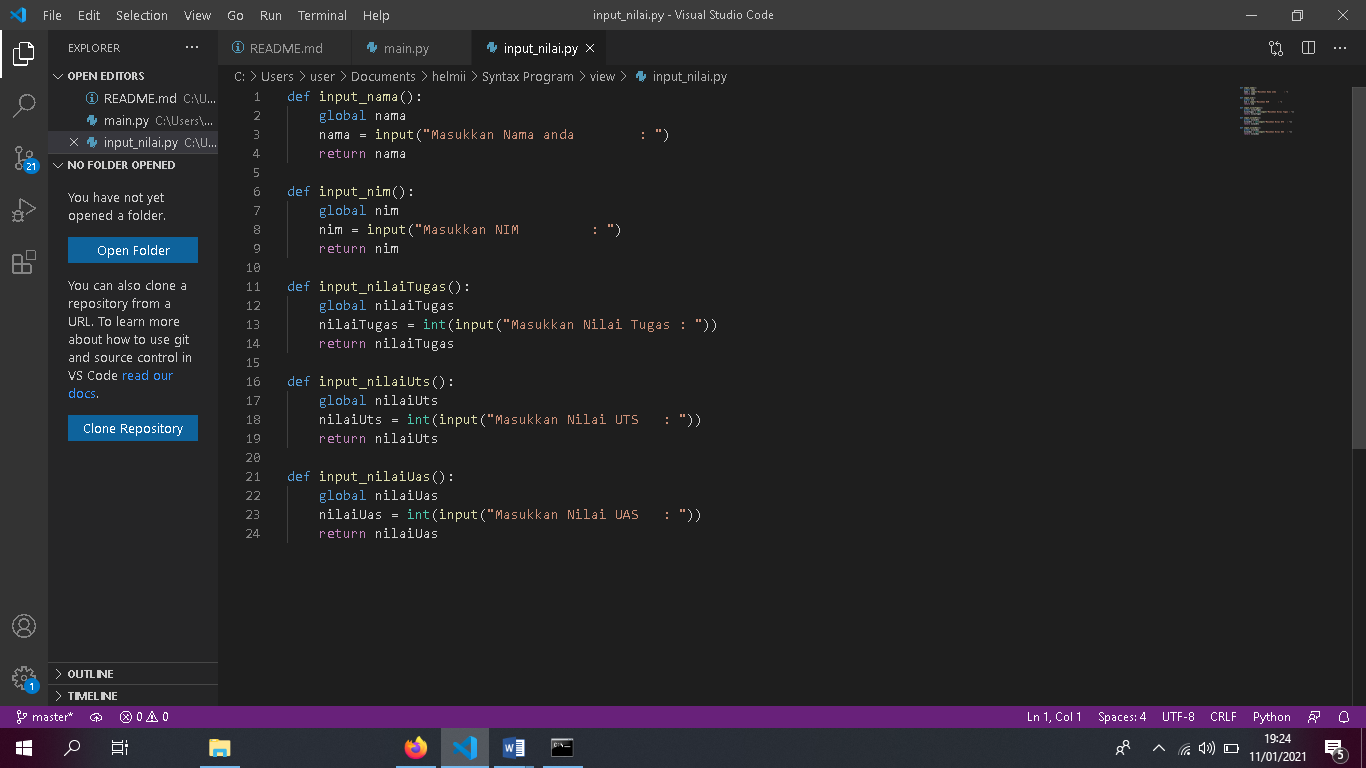 File Edit Selection View Go Run Terminal Help
input_nilai.py - Visual Studio Code
EXPLORER
OPEN EDITORS
README.md C:\U...
main.py C:\Users\...
input_nilai.py C:\U...
21
NO FOLDER OPENED
You have not yet
opened a folder.
Open Folder
You can also clone a
repository from a
URL. To learn more
about how to use git
and source control in
VS Code read our
docs.
Clone Repository
OUTLINE
TIMELINE
1
README.md main.py input_nilai.py
C: > Users > user > Documents > helmii > Syntax Program > view > input_nilai.py
1 def input_nama():
2     global nama
3     nama = input("Masukkan Nama anda        : ")
4     return nama
5
6 def input_nim():
7     global nim
8     nim = input("Masukkan NIM         : ")
9     return nim
10
11 def input_nilaiTugas():
12     global nilaiTugas
13     nilaiTugas = int(input("Masukkan Nilai Tugas : "))
14     return nilaiTugas
15
16 def input_nilaiUts():
17     global nilaiUts
18     nilaiUts = int(input("Masukkan Nilai UTS   : "))
19     return nilaiUts
20
21 def input_nilaiUas():
22     global nilaiUas
23     nilaiUas = int(input("Masukkan Nilai UAS   : "))
24     return nilaiUas
master* 0 0 Ln 1, Col 1 Spaces: 4 UTF-8 CRLF Python
19:24
11/01/2021
5